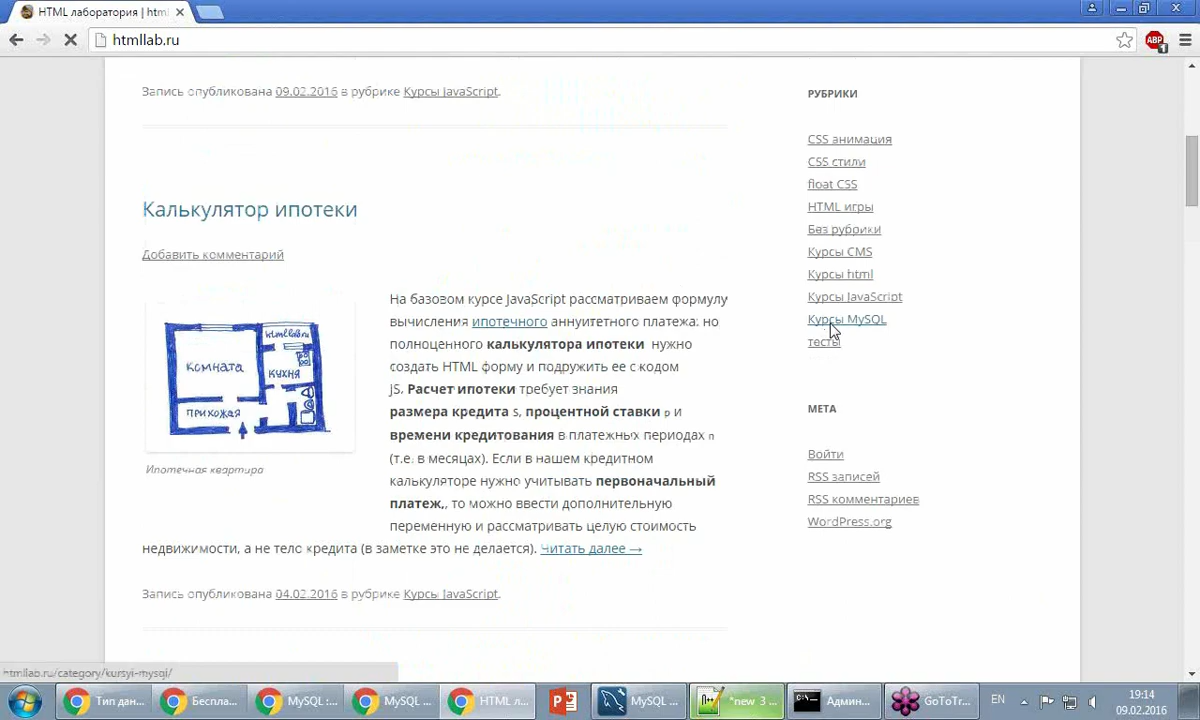 HTML лаборатория | html
htmllab.ru
ABP
1
Запись опубликована 09.02.2016 в рубрике Курсы JavaScript.
Калькулятор ипотеки
Добавить комментарий
htmllab.ru
комната
кухня
прихожая
Ипотечная квартира
На базовом курсе JavaScript рассматриваем формулу
вычисления ипотечного аннуитетного платежа: но
полноценного калькулятора ипотеки нужно
создать HTML форму и подружить ее с кодом
JS. Расчет ипотеки требует знания
размера кредита S, процентной ставки p и
времени кредитования в платежных периодах n
(т.е. в месяцах). Если в нашем кредитном
калькуляторе нужно учитывать первоначальный
платеж,, то можно ввести дополнительную
переменную и рассматривать целую стоимость
недвижимости, а не тело кредита (в заметке это не делается). Читать далее →
Запись опубликована 04.02.2016 в рубрике Курсы JavaScript.
РУБРИКИ
CSS анимация
CSS стили
float CSS
HTML игры
Без рубрики
Курсы CMS
Курсы html
Курсы JavaScript
Курсы MySQL
тесты
МЕТА
Войти
RSS записей
RSS комментариев
WordPress.org
htmllab.ru/category/kursyi-mysql/
Тип дан... Беспла... MySQL :... MySQL ... HTML л... MySQL ... *new 3 ... Админ... GoToTr... EN 19:14
09.02.2016